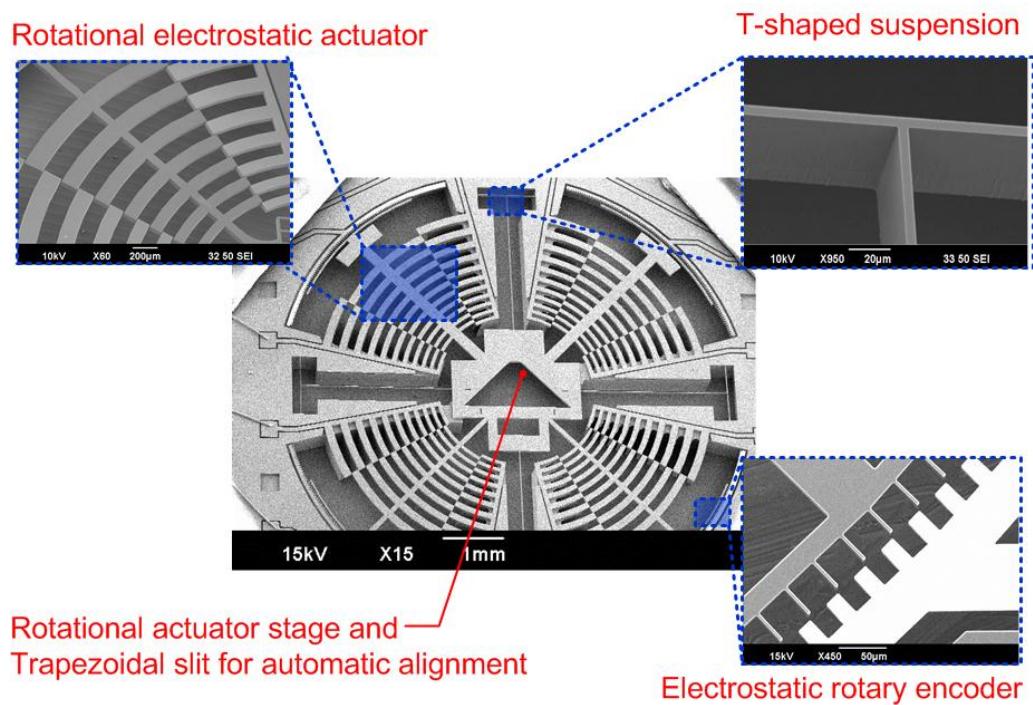 Rotational electrostatic actuator
T-shaped suspension
10kV X60 200µm 32 50 SEI
10kV X950 20µm 33 50 SEI
15kV X15 1mm
15kV X450 50µm
Rotational actuator stage and
Trapezoidal slit for automatic alignment
Electrostatic rotary encoder